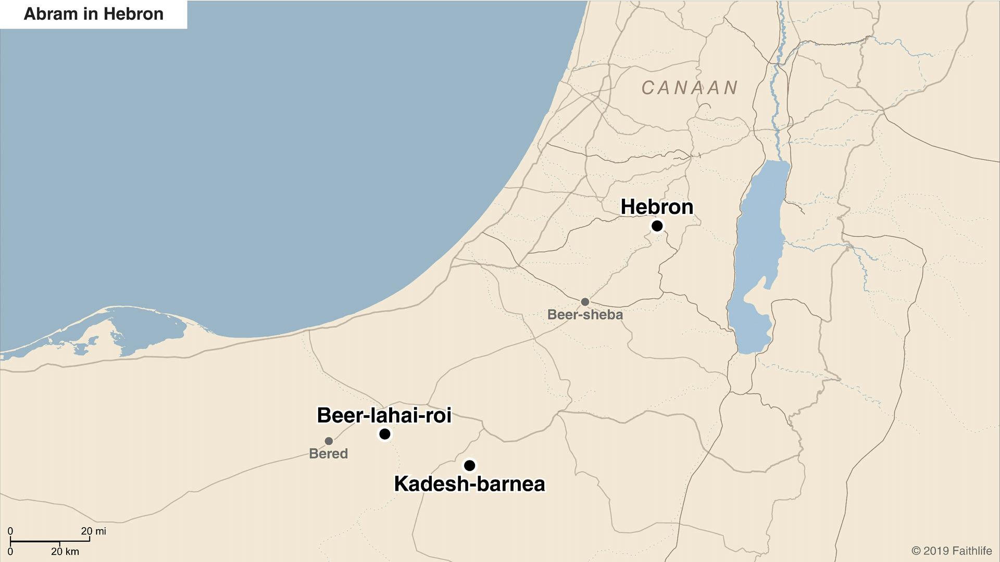 Abram in Hebron
CANAAN
Hebron
Beer-sheba
Beer-lahai-roi
Bered
Kadesh-barnea
0 20 mi
0 20 km
© 2019 Faithlife